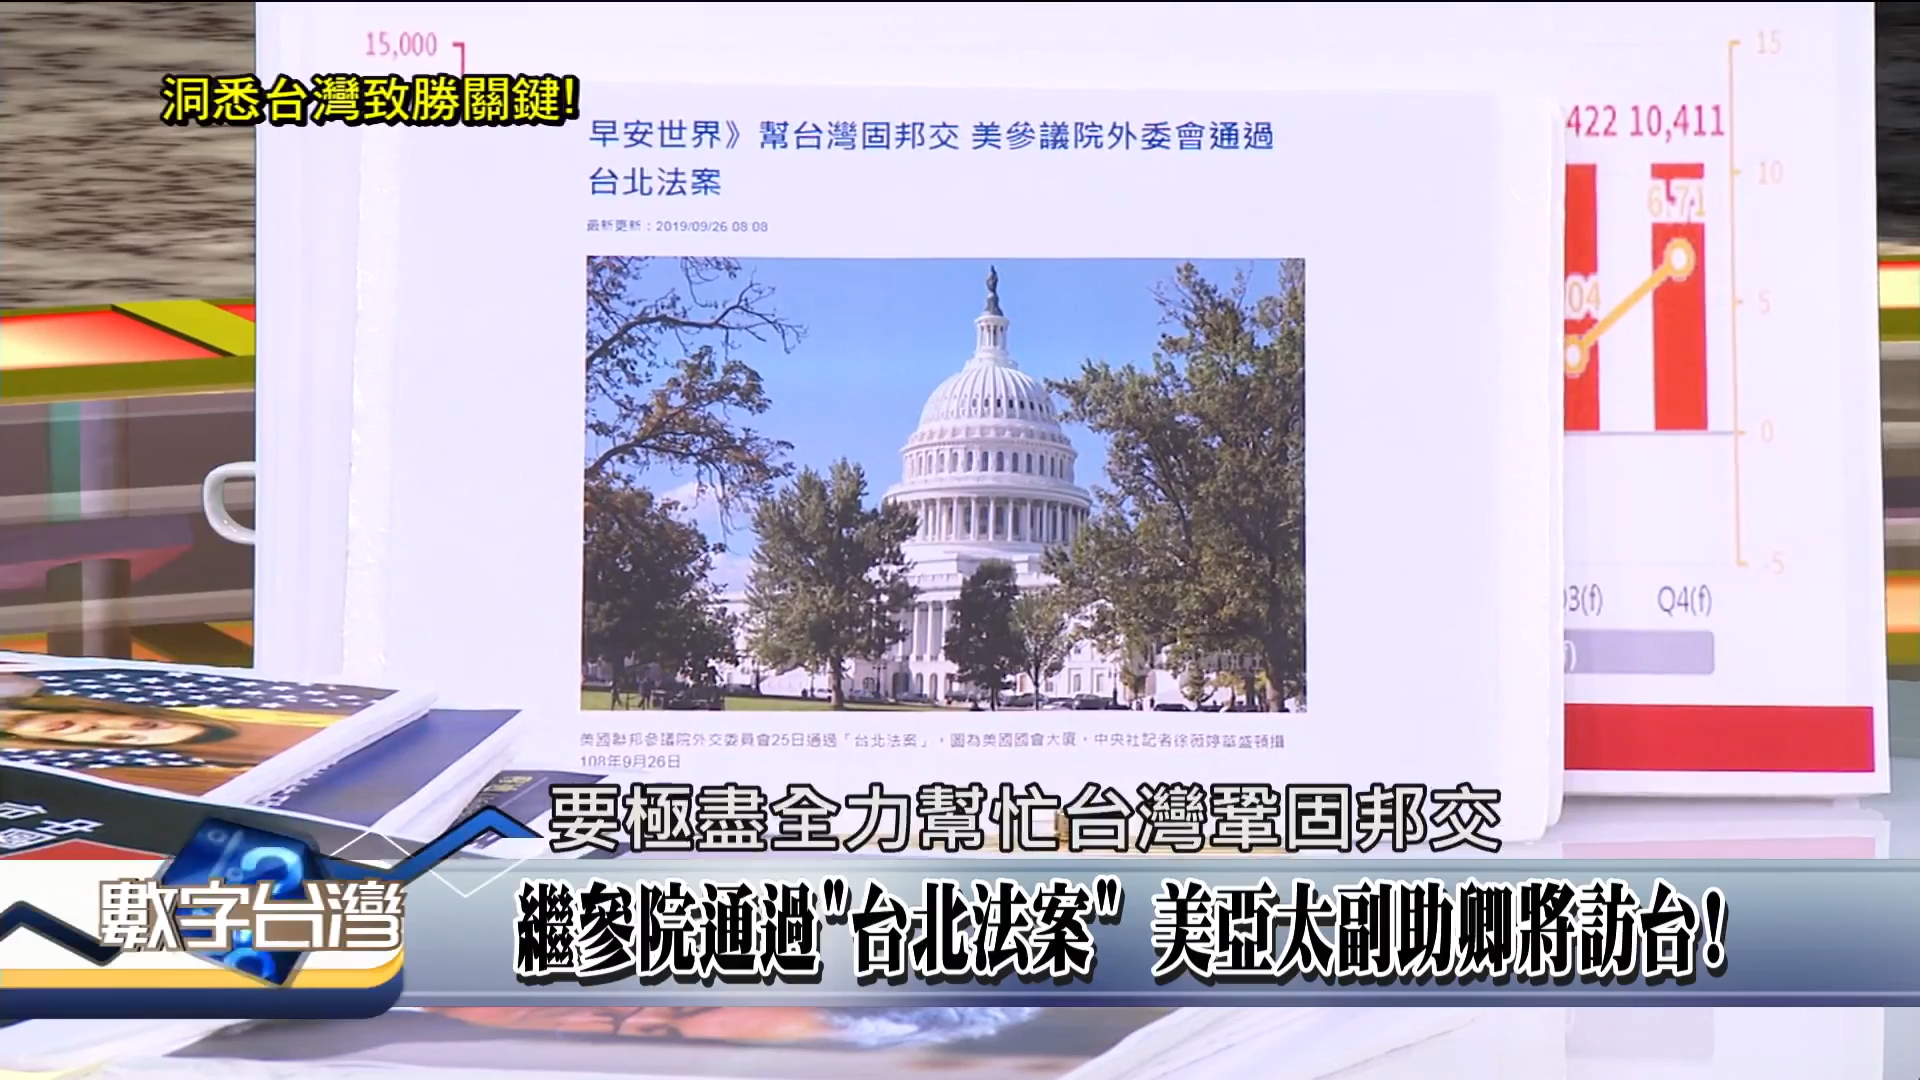 15,000
15
洞悉台灣致勝關鍵!
422 10,411
早安世界》幫台灣固邦交 美參議院外委會通過
台北法案
10
6.71
最新更新：2019/09/26 08:08
04
5
0
-5
Q3(f)
Q4(f)
美國聯邦參議院外交委員會25日通過「台北法案」。圖為美國國會大廈。中央社記者徐薇婷華盛頓攝
108年9月26日
要極盡全力幫忙台灣鞏固邦交
數字台灣
繼參院通過"台北法案" 美亞太副助卿將訪台!